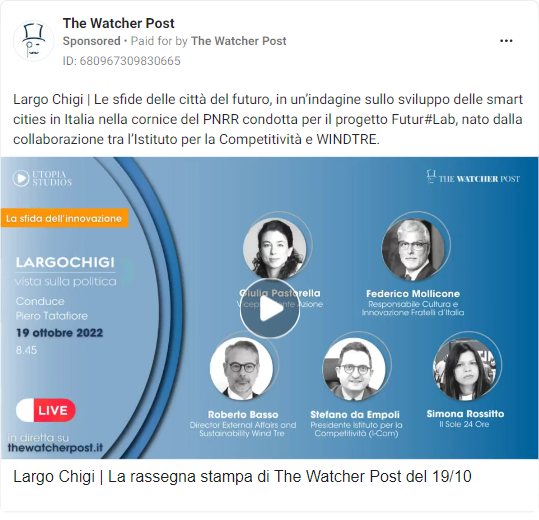 The Watcher Post
Sponsored • Paid for by The Watcher Post
ID: 680967309830665
Largo Chigi | Le sfide delle città del futuro, in un'indagine sullo sviluppo delle smart
cities in Italia nella cornice del PNRR condotta per il progetto Futur#Lab, nato dalla
collaborazione tra l'Istituto per la Competitività e WINDTRE.
UTOPIA
STUDIOS
THE WATCHER POST
La sfida dell'innovazione
LARGOCHIGI
vista sulla politica
Conduce
Piero Tatafiore
19 ottobre 2022
8.45
LIVE
in diretta su
thewatcherpost.it
Giulia Pastorella
Azione
Federico Mollicone
Responsabile Cultura e
Innovazione Fratelli d'Italia
Roberto Basso
Director External Affairs and
Sustainability Wind Tre
Stefano da Empoli
Presidente Istituto per la
Competitività (I-Com)
Simona Rossitto
Il Sole 24 Ore
Largo Chigi | La rassegna stampa di The Watcher Post del 19/10